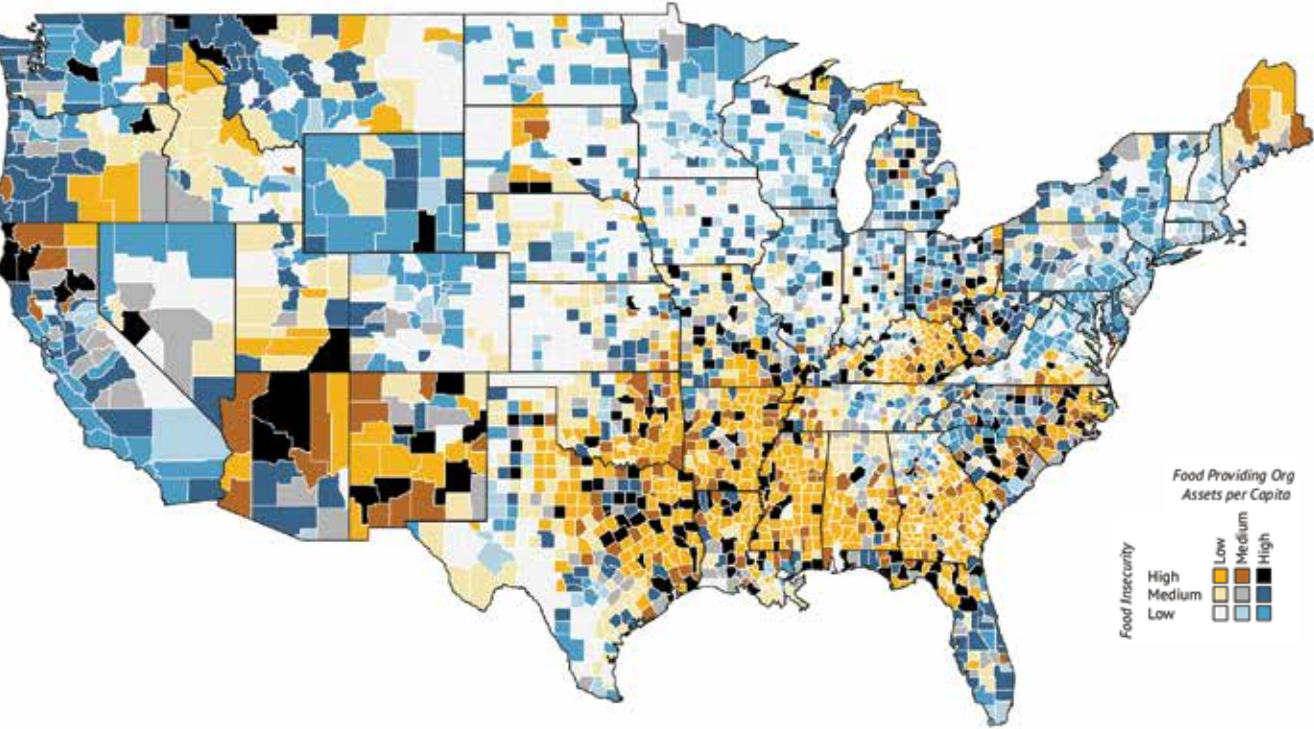 Food Providing Org
Assets per Capita
Food Insecurity
Low
Medium
High
High
Medium
Low